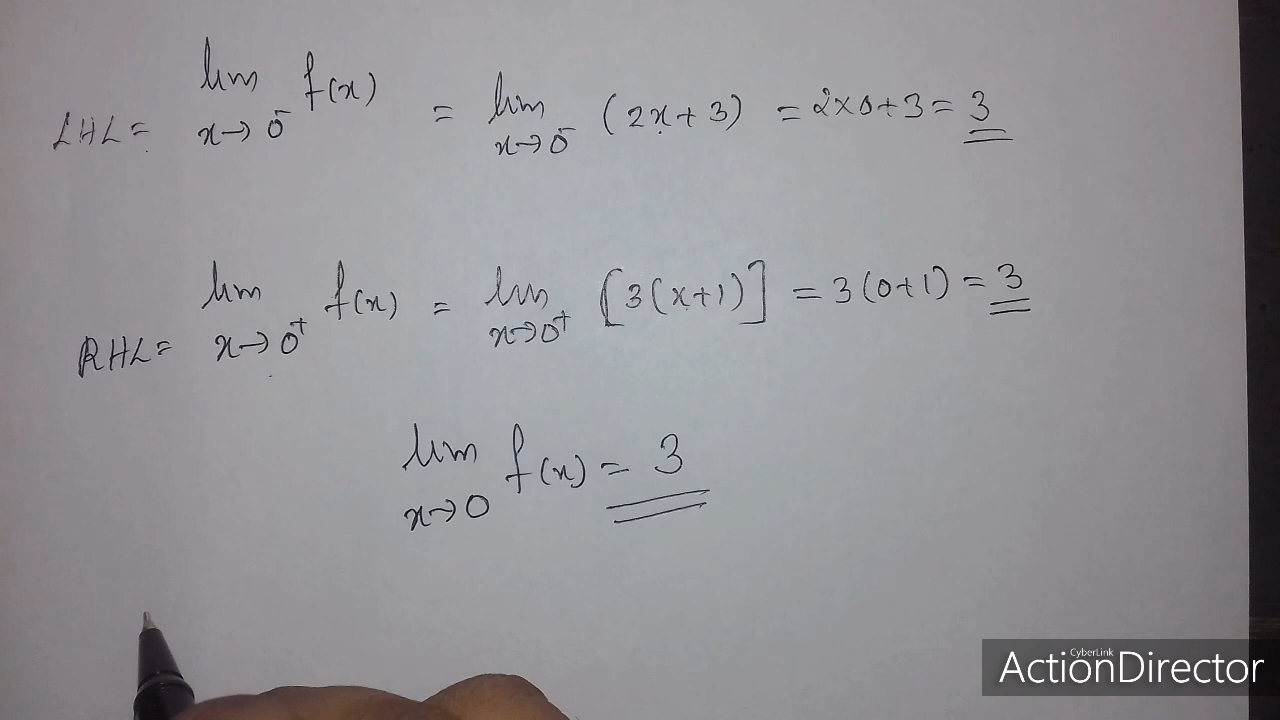 LHL = lim x→0⁻ f(x) = lim x→0⁻ (2x+3) = 2×0+3 = 3
RHL = lim x→0⁺ f(x) = lim x→0⁺ [3(x+1)] = 3(0+1) = 3
lim x→0 f(x) = 3
CyberLink
ActionDirector